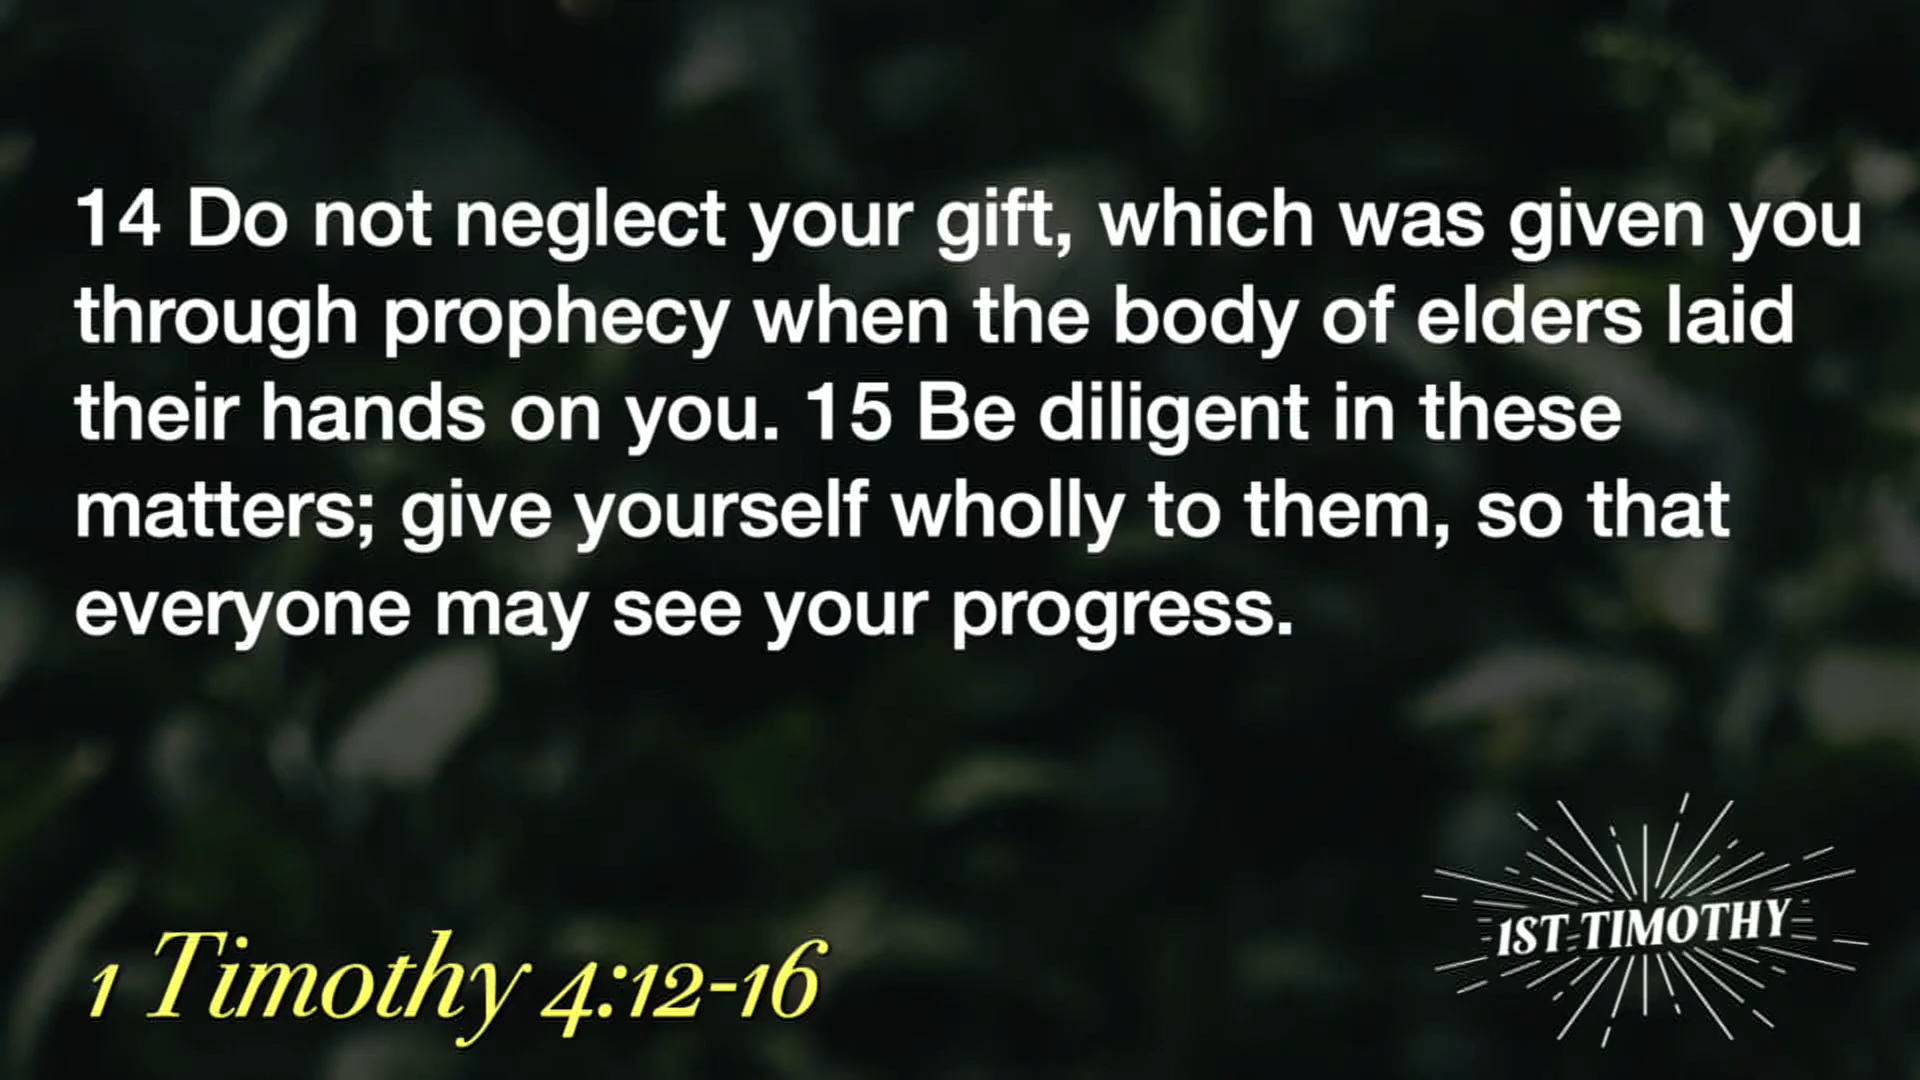 14 Do not neglect your gift, which was given you
through prophecy when the body of elders laid
their hands on you. 15 Be diligent in these
matters; give yourself wholly to them, so that
everyone may see your progress.
1 Timothy 4:12-16
1ST TIMOTHY